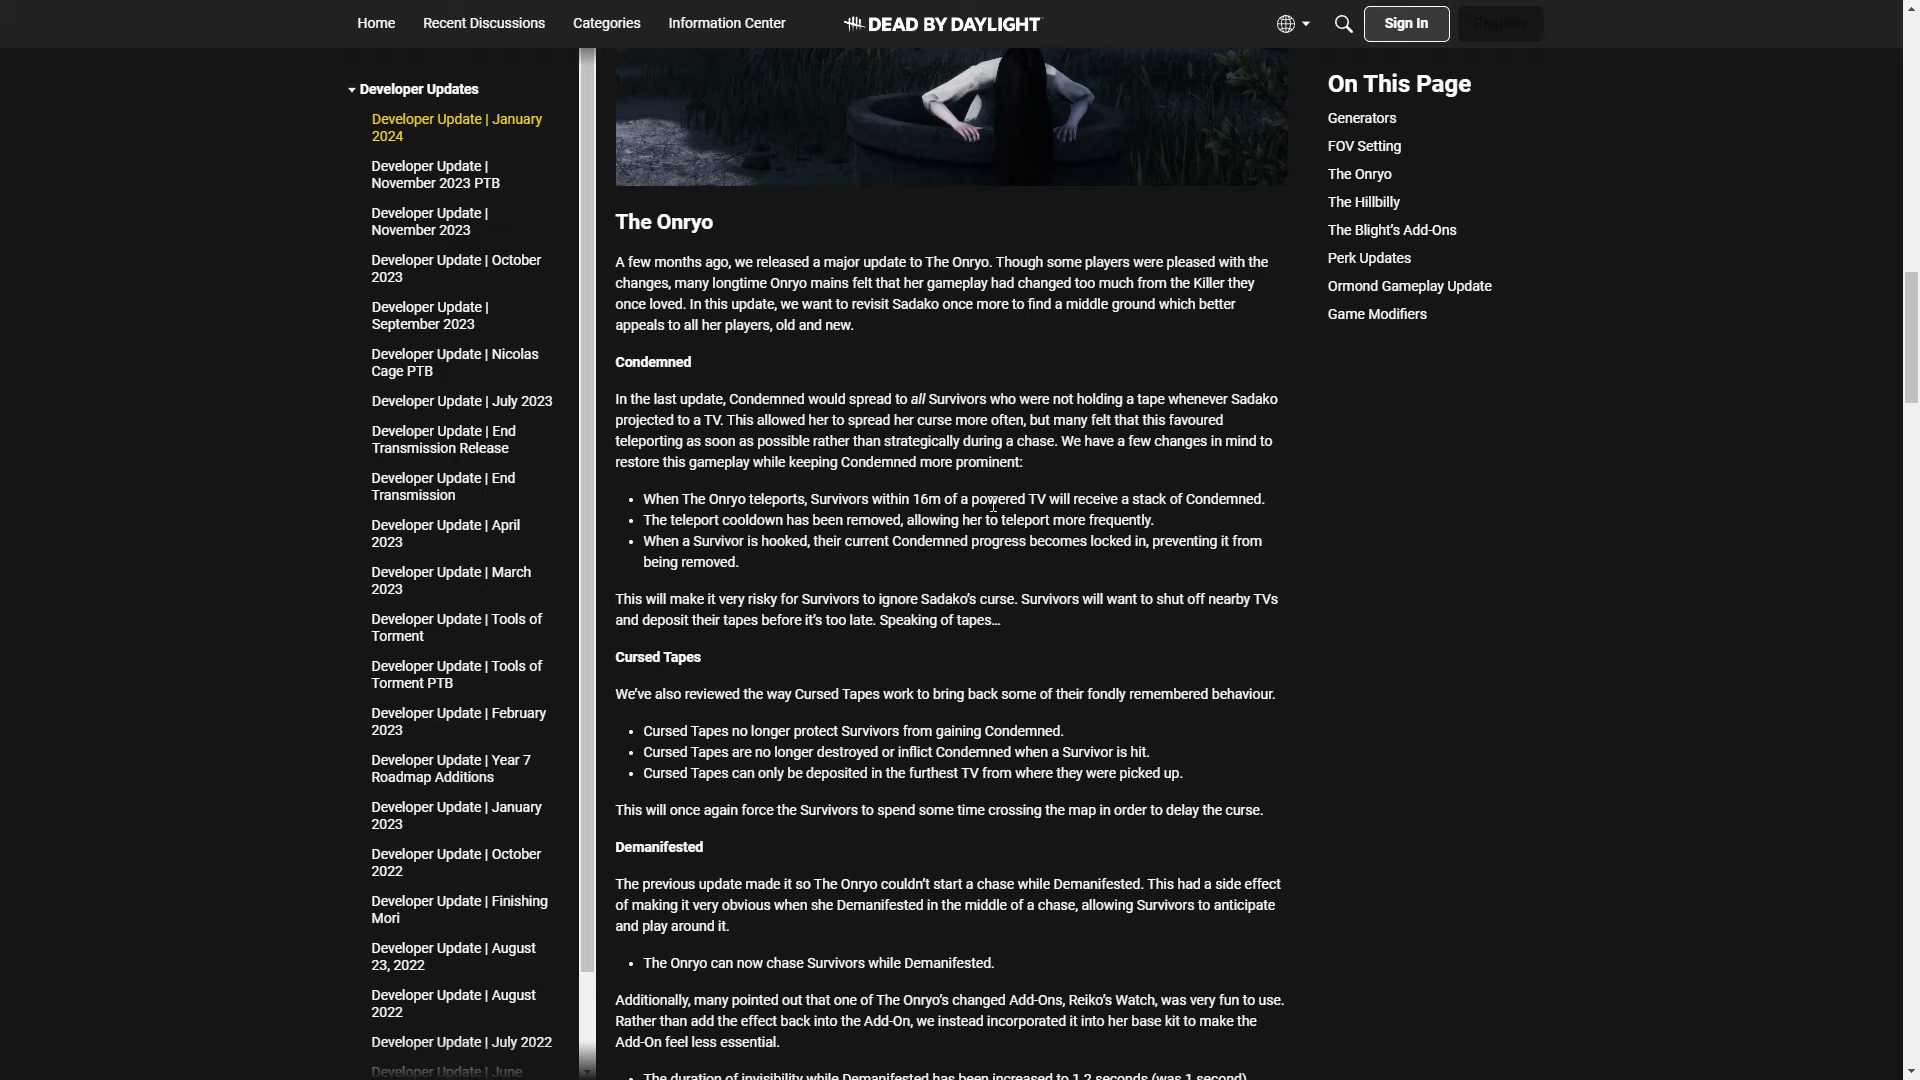 Home Recent Discussions Categories Information Center DEAD BY DAYLIGHT Sign In Register
Developer Updates
Developer Update | January
2024
Developer Update |
November 2023 PTB
Developer Update |
November 2023
Developer Update | October
2023
Developer Update |
September 2023
Developer Update | Nicolas
Cage PTB
Developer Update | July 2023
Developer Update | End
Transmission Release
Developer Update | End
Transmission
Developer Update | April
2023
Developer Update | March
2023
Developer Update | Tools of
Torment
Developer Update | Tools of
Torment PTB
Developer Update | February
2023
Developer Update | Year 7
Roadmap Additions
Developer Update | January
2023
Developer Update | October
2022
Developer Update | Finishing
Mori
Developer Update | August
23, 2022
Developer Update | August
2022
Developer Update | July 2022
Developer Update | June
The Onryo
A few months ago, we released a major update to The Onryo. Though some players were pleased with the
changes, many longtime Onryo mains felt that her gameplay had changed too much from the Killer they
once loved. In this update, we want to revisit Sadako once more to find a middle ground which better
appeals to all her players, old and new.
Condemned
In the last update, Condemned would spread to all Survivors who were not holding a tape whenever Sadako
projected to a TV. This allowed her to spread her curse more often, but many felt that this favoured
teleporting as soon as possible rather than strategically during a chase. We have a few changes in mind to
restore this gameplay while keeping Condemned more prominent:
• When The Onryo teleports, Survivors within 16m of a powered TV will receive a stack of Condemned.
• The teleport cooldown has been removed, allowing her to teleport more frequently.
• When a Survivor is hooked, their current Condemned progress becomes locked in, preventing it from
being removed.
This will make it very risky for Survivors to ignore Sadako's curse. Survivors will want to shut off nearby TVs
and deposit their tapes before it's too late. Speaking of tapes…
Cursed Tapes
We've also reviewed the way Cursed Tapes work to bring back some of their fondly remembered behaviour.
• Cursed Tapes no longer protect Survivors from gaining Condemned.
• Cursed Tapes are no longer destroyed or inflict Condemned when a Survivor is hit.
• Cursed Tapes can only be deposited in the furthest TV from where they were picked up.
This will once again force the Survivors to spend some time crossing the map in order to delay the curse.
Demanifested
The previous update made it so The Onryo couldn't start a chase while Demanifested. This had a side effect
of making it very obvious when she Demanifested in the middle of a chase, allowing Survivors to anticipate
and play around it.
• The Onryo can now chase Survivors while Demanifested.
Additionally, many pointed out that one of The Onryo's changed Add-Ons, Reiko's Watch, was very fun to use.
Rather than add the effect back into the Add-On, we instead incorporated it into her base kit to make the
Add-On feel less essential.
• The duration of invisibility while Demanifested has been increased to 1.2 seconds (was 1 second)
On This Page
Generators
FOV Setting
The Onryo
The Hillbilly
The Blight's Add-Ons
Perk Updates
Ormond Gameplay Update
Game Modifiers